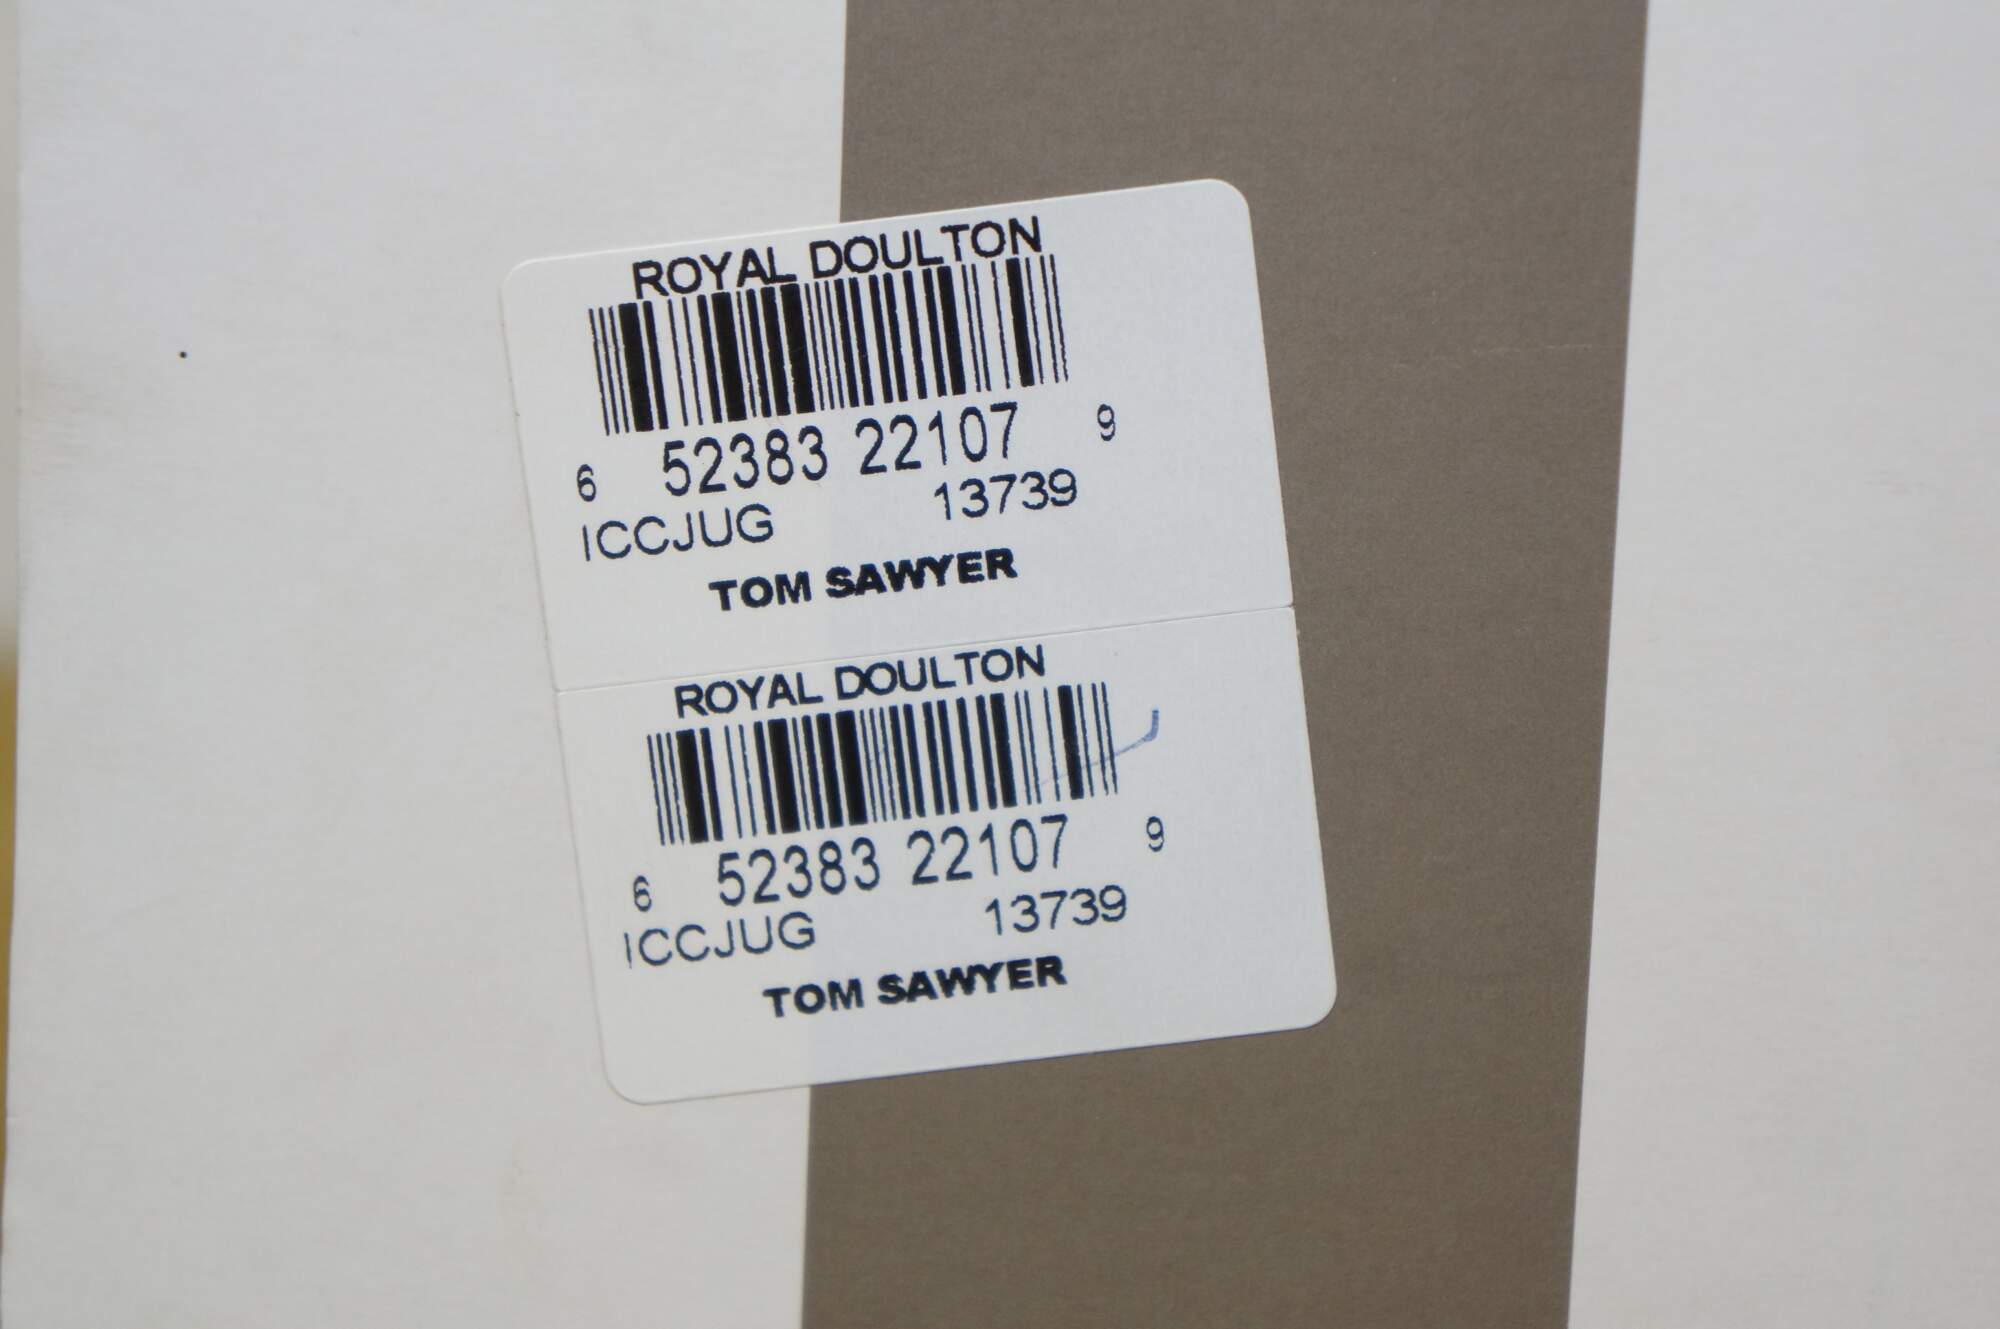 ROYAL DOULTON
6 52383 22107 9
ICCJUG 13739
TOM SAWYER
ROYAL DOULTON
6 52383 22107 9
ICCJUG 13739
TOM SAWYER